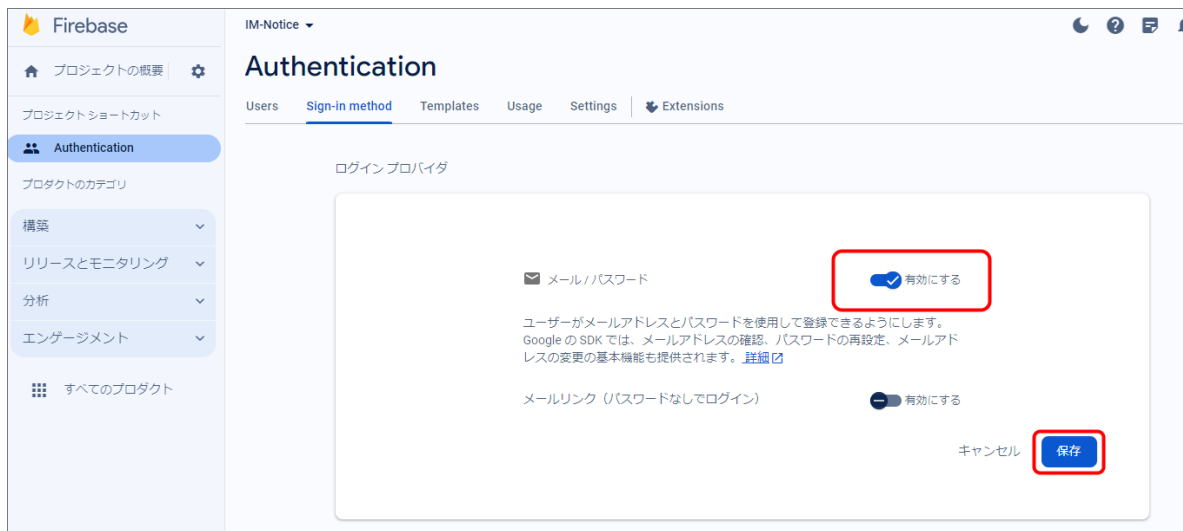 Firebase
プロジェクトの概要
プロジェクト ショートカット
Authentication
プロダクトのカテゴリ
構築
リリースとモニタリング
分析
エンゲージメント
すべてのプロダクト
IM-Notice
Authentication
Users Sign-in method Templates Usage Settings Extensions
ログイン プロバイダ
メール / パスワード 有効にする
ユーザーがメールアドレスとパスワードを使用して登録できるようにします。
Google の SDK では、メールアドレスの確認、パスワードの再設定、メールアド
レスの変更の基本機能も提供されます。 詳細
メールリンク（パスワードなしでログイン） 有効にする
キャンセル 保存